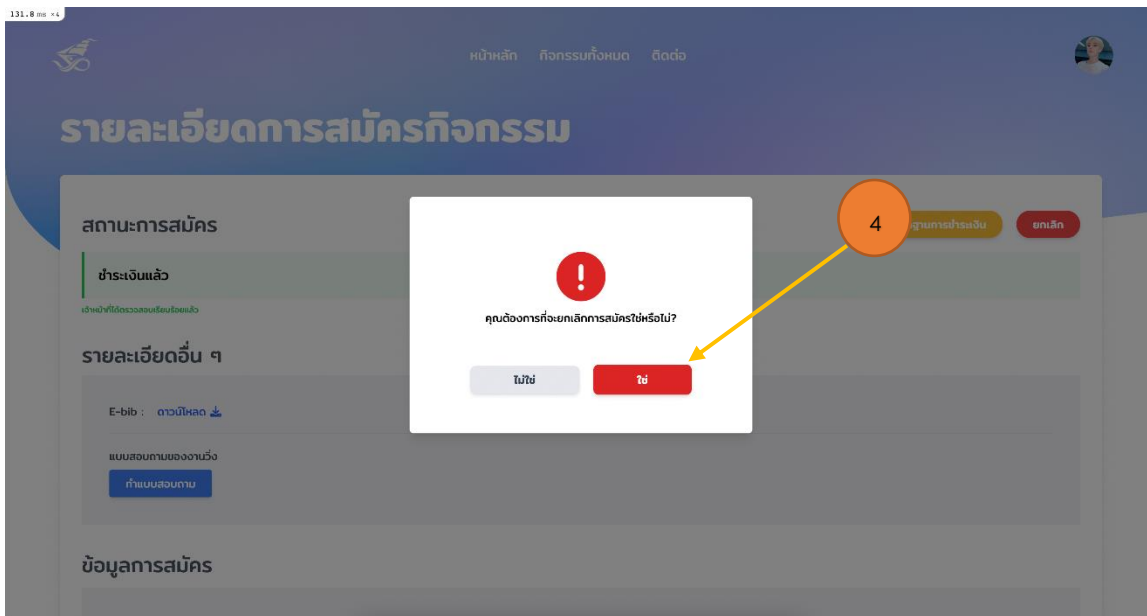 131.8 ms ×4
หน้าหลัก กิจกรรมทั้งหมด ติดต่อ
รายละเอียดการสมัครกิจกรรม
สถานะการสมัคร
4
ฐานการชำระเงิน
ยกเลิก
ชำระเงินแล้ว
เจ้าหน้าที่ได้ตรวจสอบเรียบร้อยแล้ว
คุณต้องการที่จะยกเลิกการสมัครใช่หรือไม่?
ไม่ใช่
ใช่
รายละเอียดอื่น ๆ
E-bib : ดาวน์โหลด
แบบสอบถามของงานวิ่ง
ทำแบบสอบถาม
ข้อมูลการสมัคร